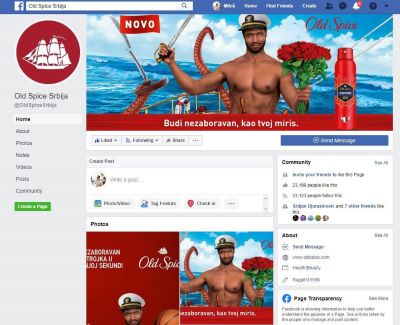 Old Spice Srbija
Miloš
Home
Find Friends
Create
Old Spice Srbija
@OldSpiceSrbija
Home
About
Photos
Notes
Videos
Posts
Community
Create a Page
NOVO
Old Spice
Budi nezaboravan, kao tvoj miris.
Liked
Following
Share
Send Message
Create Post
Write a post...
Photo/Video
Tag Friends
Check in
Photos
EZABORAVAN
TROJKA U
NJOJ SEKUNDI
Old Spice
Old Spice
nezaboravan, kao tvoj miris.
Community
See All
Invite your friends to like this Page
23,198 people like this
23,123 people follow this
Srdjan Djurasinovic and 7 other friends like
this
About
See All
Send Message
www.oldspice.com
Health/Beauty
Suggest Edits
Page Transparency
See More
Facebook is showing information to help you better
understand the purpose of a Page. See actions taken by
the people who manage and post content.